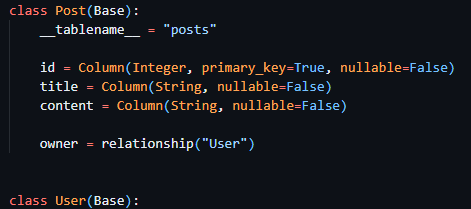 class Post(Base):
    __tablename__ = "posts"

    id = Column(Integer, primary_key=True, nullable=False)
    title = Column(String, nullable=False)
    content = Column(String, nullable=False)

    owner = relationship("User")


class User(Base):